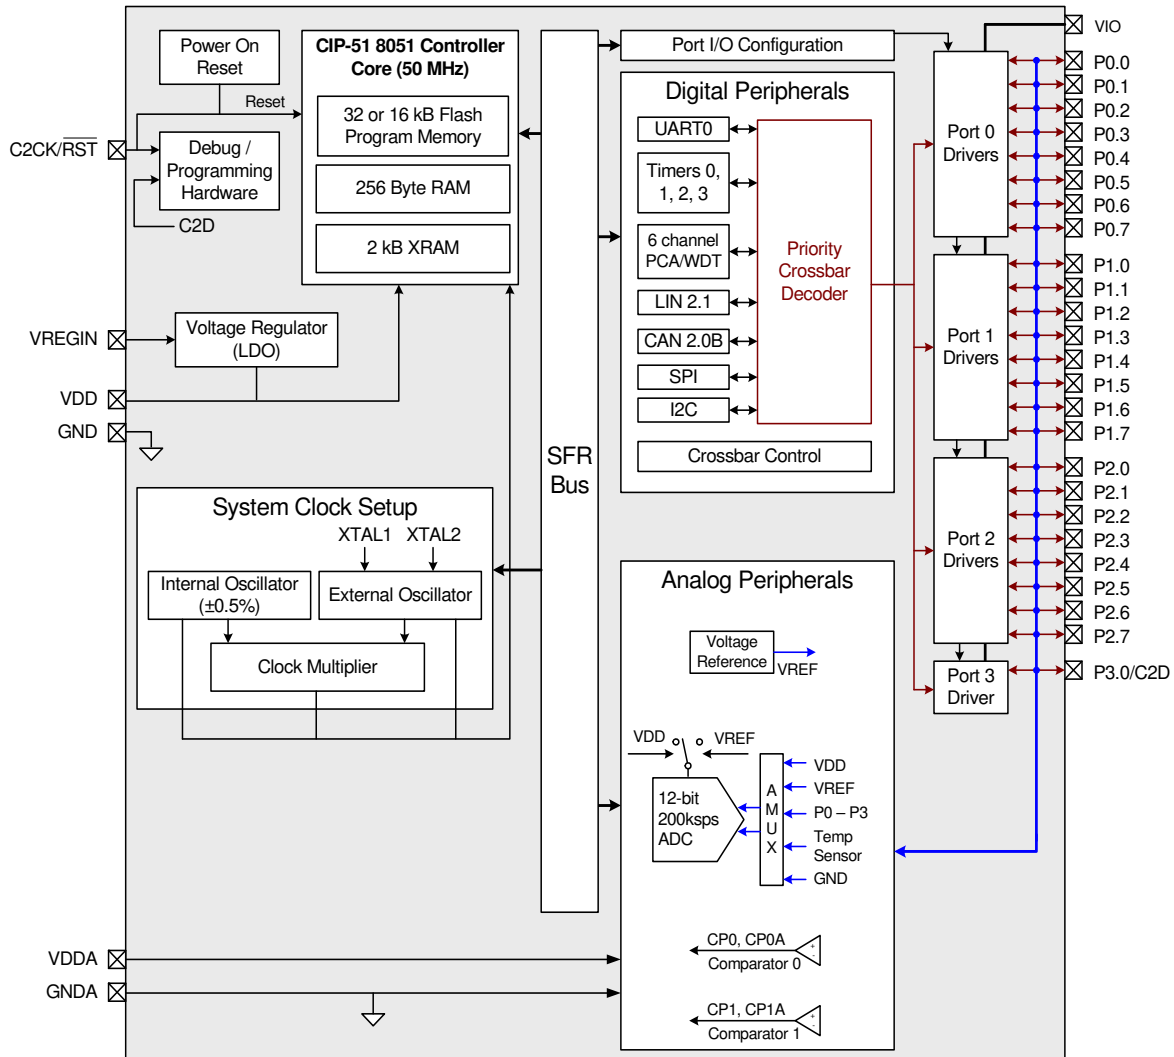 Power On
Reset
Reset
C2CK/RST
Debug /
Programming
Hardware
C2D
CIP-51 8051 Controller
Core (50 MHz)
32 or 16 kB Flash
Program Memory
256 Byte RAM
2 kB XRAM
VREGIN
Voltage Regulator
(LDO)
VDD
GND
System Clock Setup
XTAL1 XTAL2
Internal Oscillator
(±0.5%)
External Oscillator
Clock Multiplier
VDDA
GNDA
SFR
Bus
Port I/O Configuration
Digital Peripherals
UART0
Timers 0,
1, 2, 3
6 channel
PCA/WDT
LIN 2.1
CAN 2.0B
SPI
I2C
Priority
Crossbar
Decoder
Crossbar Control
Analog Peripherals
Voltage
Reference
VREF
VDD
VREF
12-bit
200ksps
ADC
A
M
U
X
VDD
VREF
P0 – P3
Temp
Sensor
GND
CP0, CP0A
+
-
Comparator 0
CP1, CP1A
+
-
Comparator 1
Port 0
Drivers
Port 1
Drivers
Port 2
Drivers
Port 3
Driver
VIO
P0.0
P0.1
P0.2
P0.3
P0.4
P0.5
P0.6
P0.7
P1.0
P1.1
P1.2
P1.3
P1.4
P1.5
P1.6
P1.7
P2.0
P2.1
P2.2
P2.3
P2.4
P2.5
P2.6
P2.7
P3.0/C2D